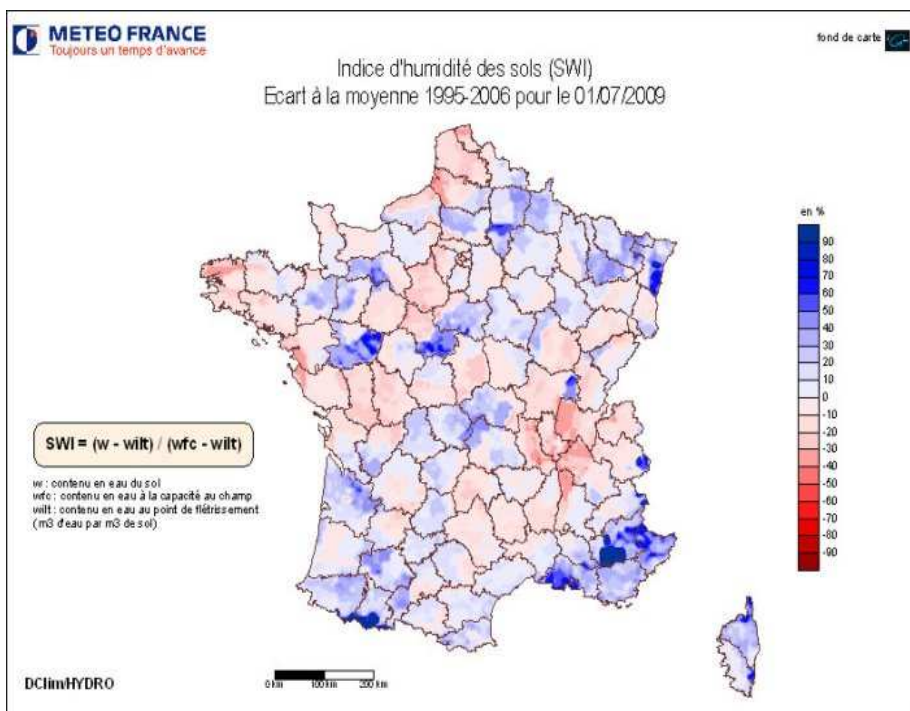 METEO FRANCE
Toujours un temps d'avance
fond de carte
Indice d'humidité des sols (SWI)
Ecart à la moyenne 1995-2006 pour le 01/07/2009
en %
90
80
70
60
50
40
30
20
10
0
-10
-20
-30
-40
-50
-60
-70
-80
-90
SWI = (w - wilt) / (wfc - wilt)
w : contenu en eau du sol
wfc : contenu en eau à la capacité au champ
wilt : contenu en eau au point de flétrissement
(m3 d'eau par m3 de sol)
DClim/HYDRO
0 km 100 km 200 km